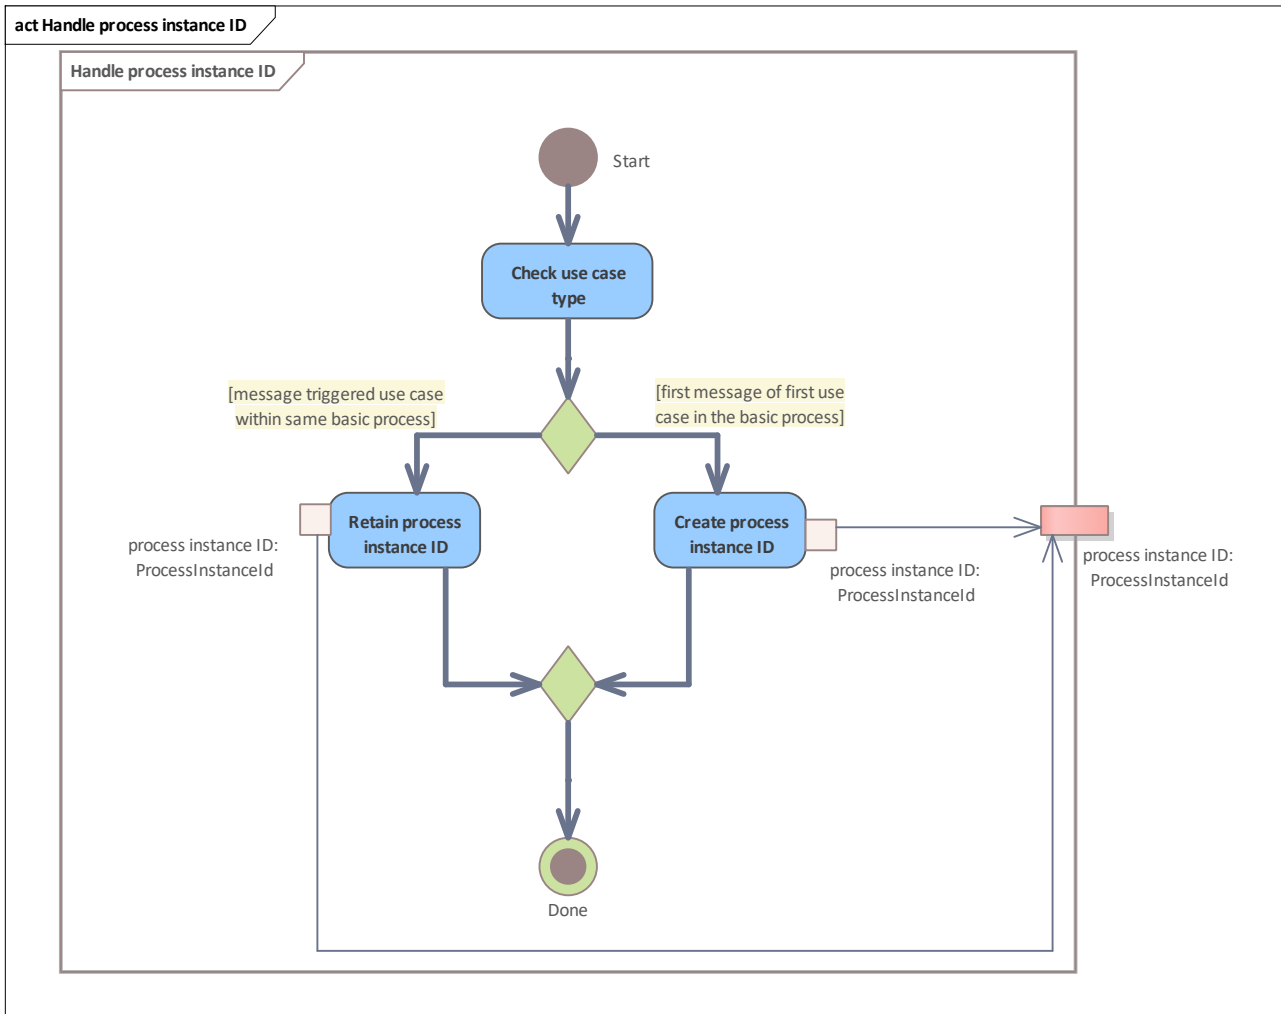 act Handle process instance ID
Handle process instance ID
Start
Check use case
type
[message triggered use case
within same basic process]
[first message of first use
case in the basic process]
Retain process
instance ID
Create process
instance ID
process instance ID:
ProcessInstanceId
process instance ID:
ProcessInstanceId
process instance ID:
ProcessInstanceId
Done